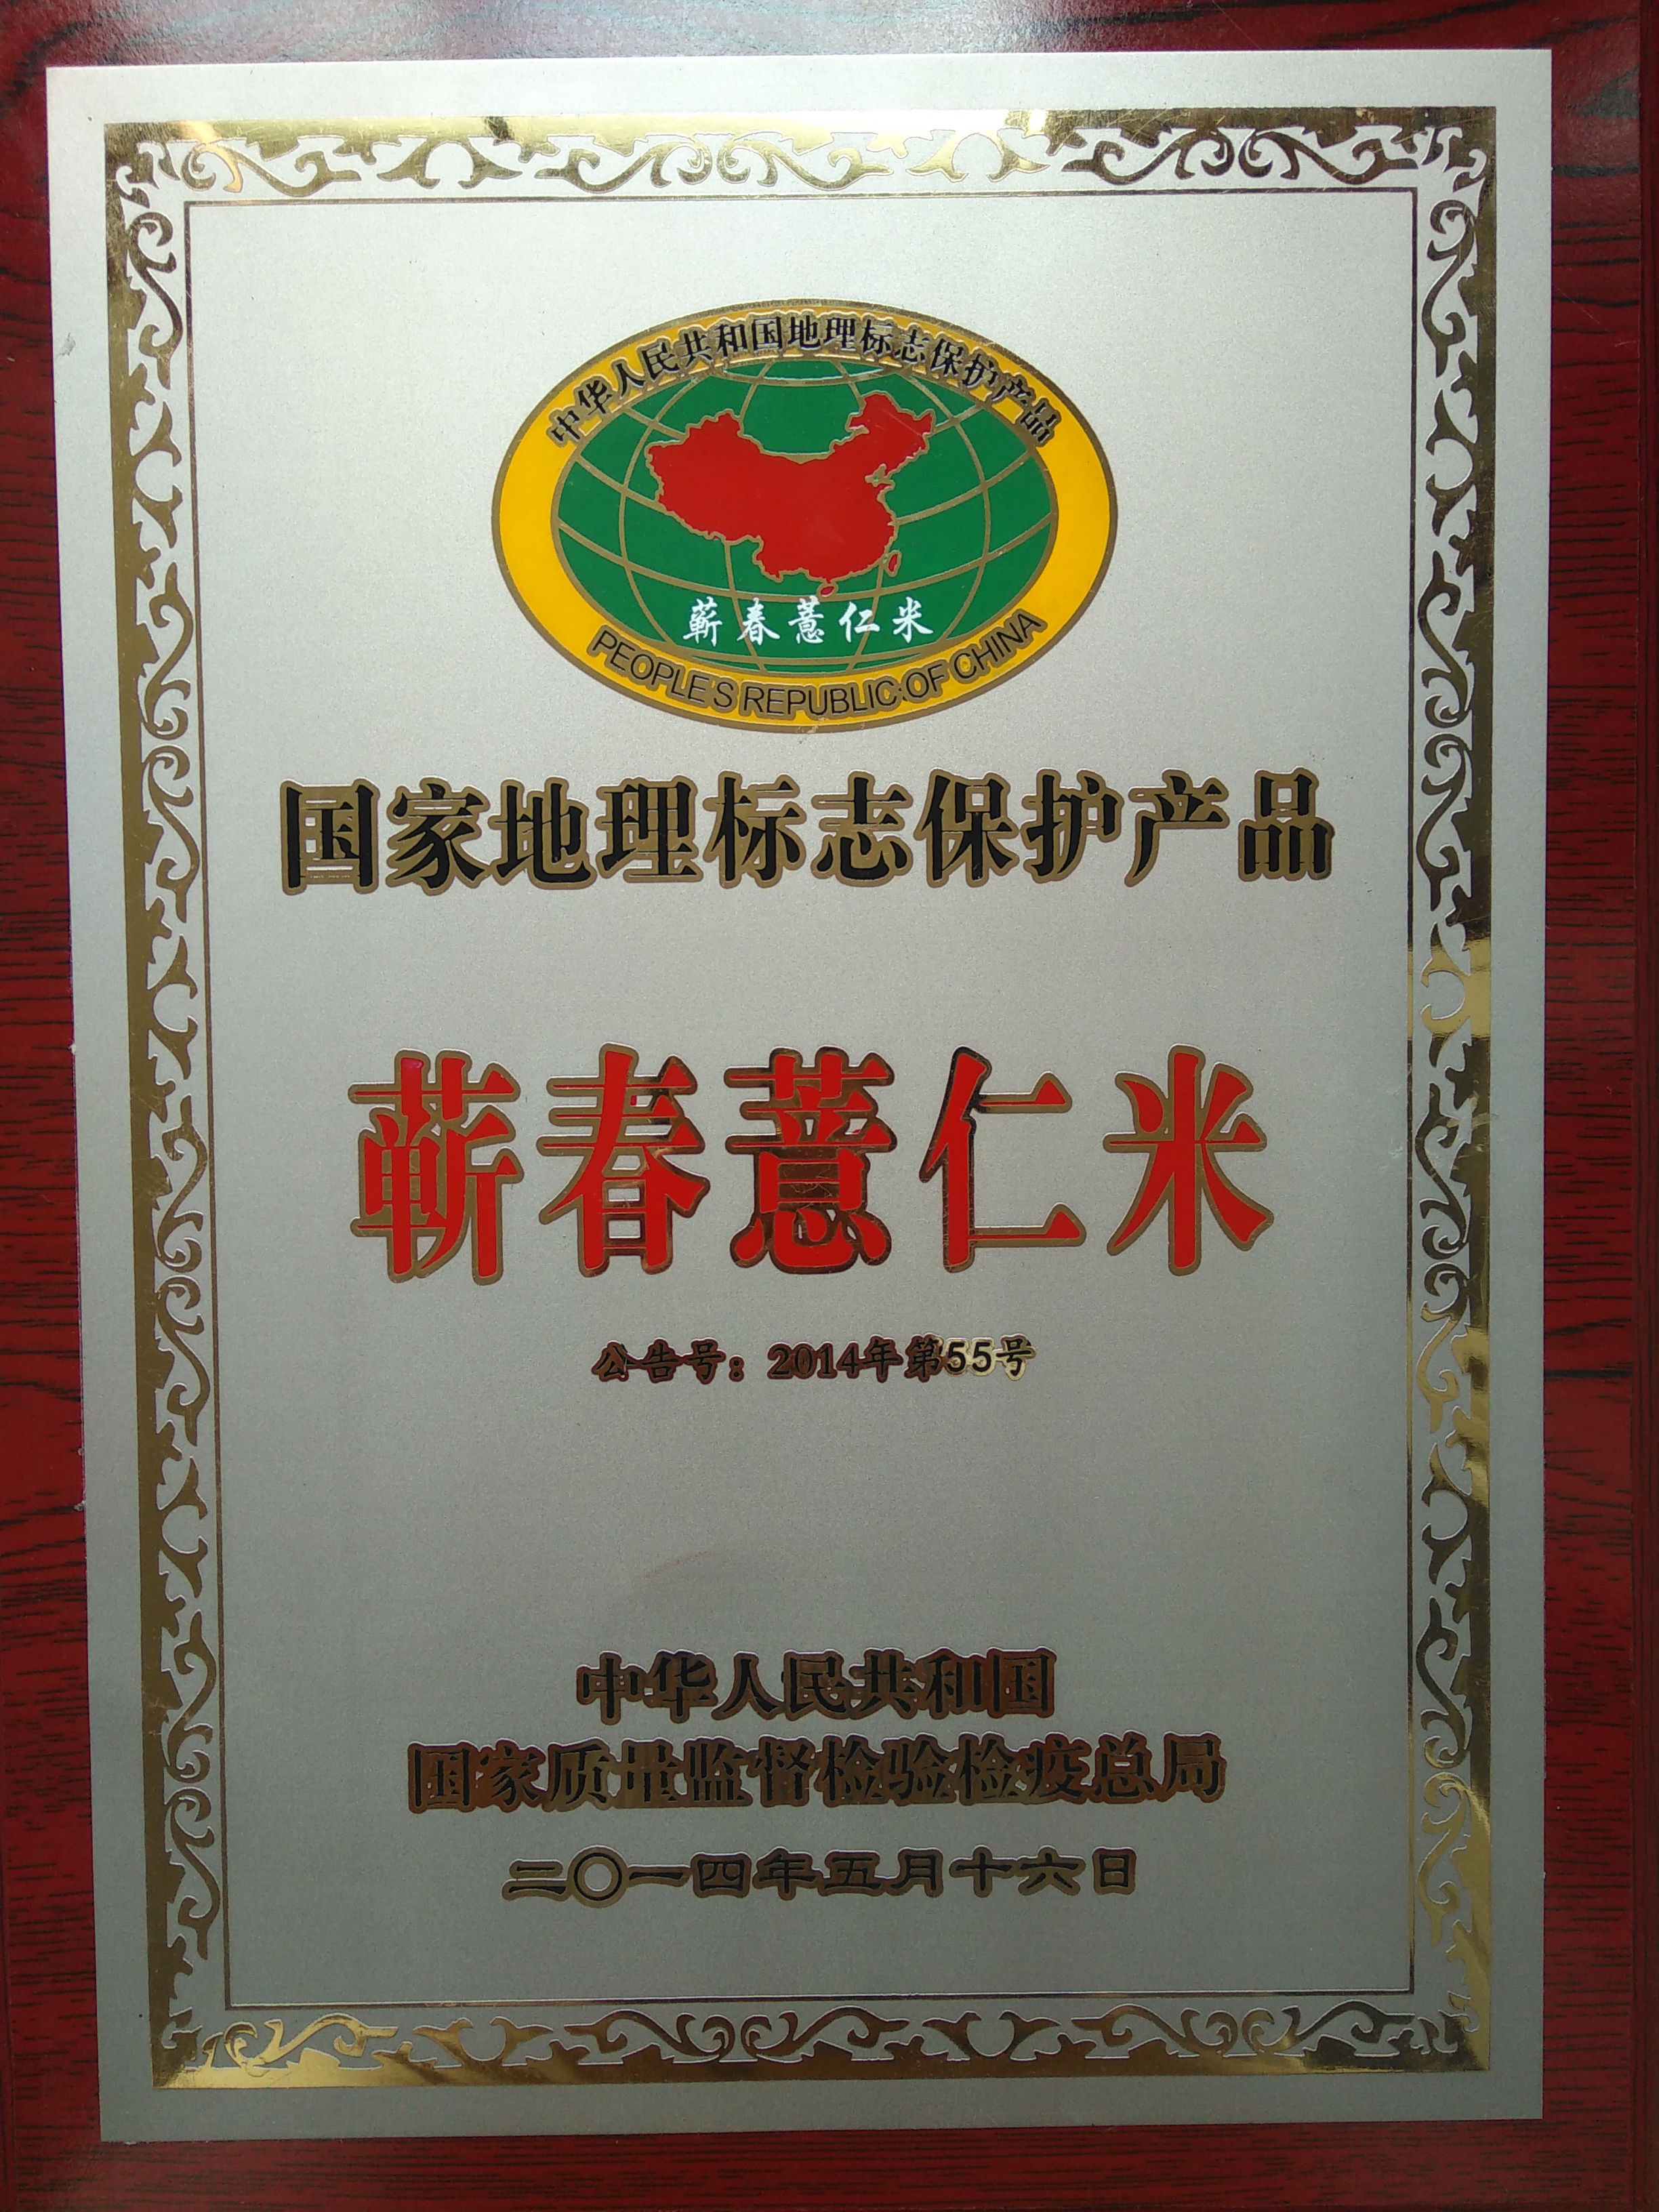 中华人民共和国地理标志保护产品
蕲春薏仁米
PEOPLE'S REPUBLIC OF CHINA
国家地理标志保护产品
蕲春薏仁米
公告号：2014年第55号
中华人民共和国
国家质量监督检验检疫总局
二〇一四年五月十六日